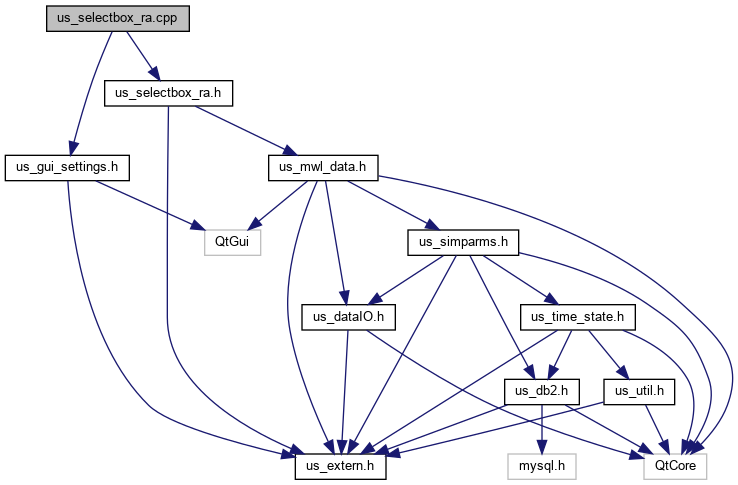 us_selectbox_ra.cpp
us_selectbox_ra.h
us_gui_settings.h
us_mwl_data.h
QtGui
us_simparms.h
us_dataIO.h
us_time_state.h
us_db2.h
us_util.h
us_extern.h
mysql.h
QtCore